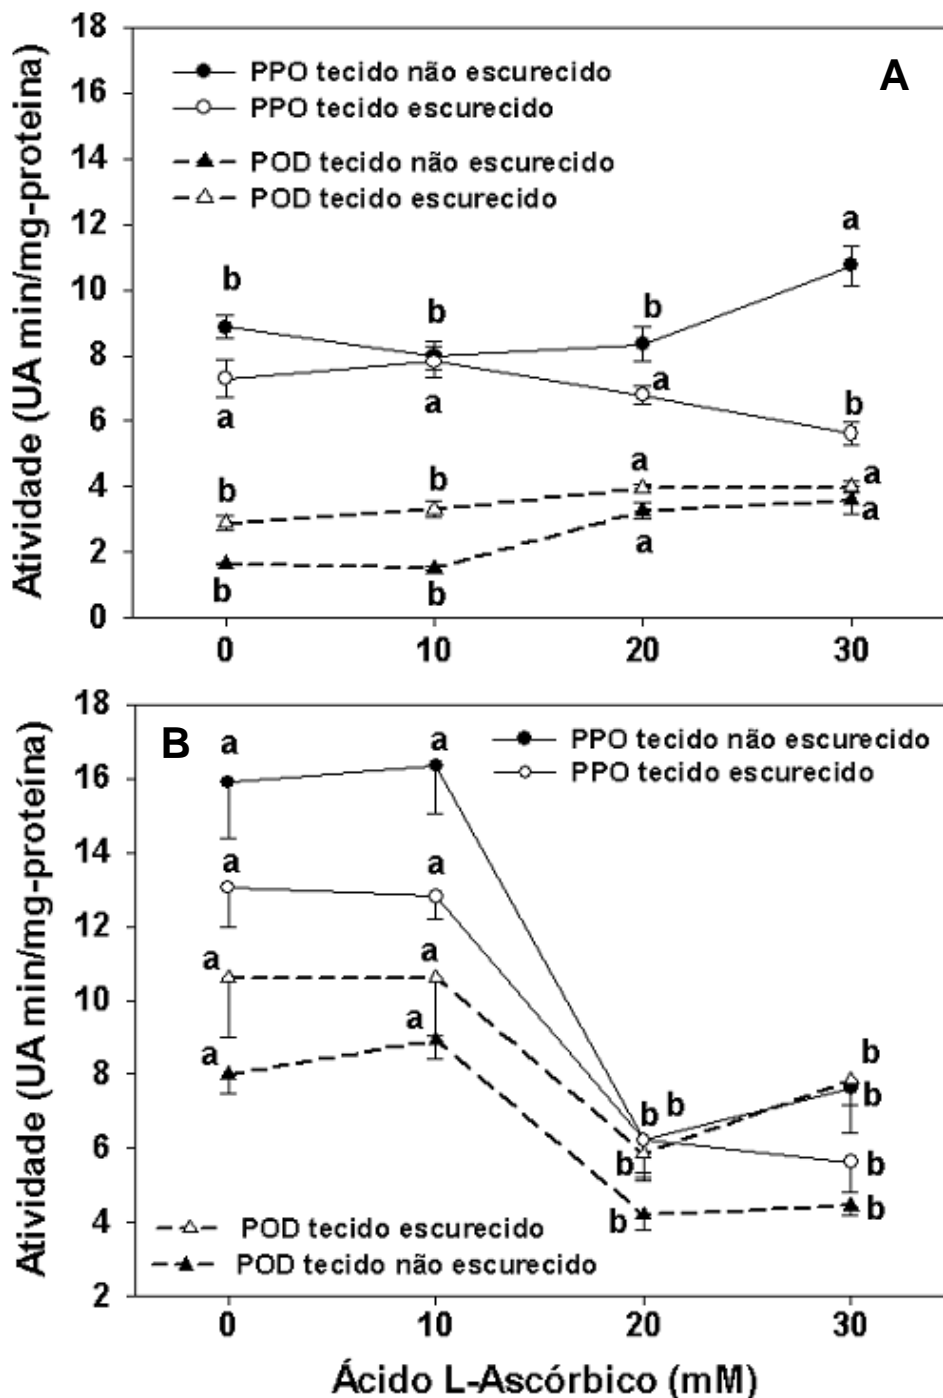 18
16
14
12
10
8
6
4
2
0
Atividade (UA min/mg-proteína)
PPO tecido não escurecido
PPO tecido escurecido
POD tecido não escurecido
POD tecido escurecido
A
b b b a
a a a b
b b a a
b b a a
0 10 20 30
18
16
14
12
10
8
6
4
2
Atividade (UA min/mg-proteína)
B
PPO tecido não escurecido
PPO tecido escurecido
a a
a a
a a
a a
b b b
b b
b b
b
POD tecido escurecido
POD tecido não escurecido
0 10 20 30
Ácido L-Ascórbico (mM)